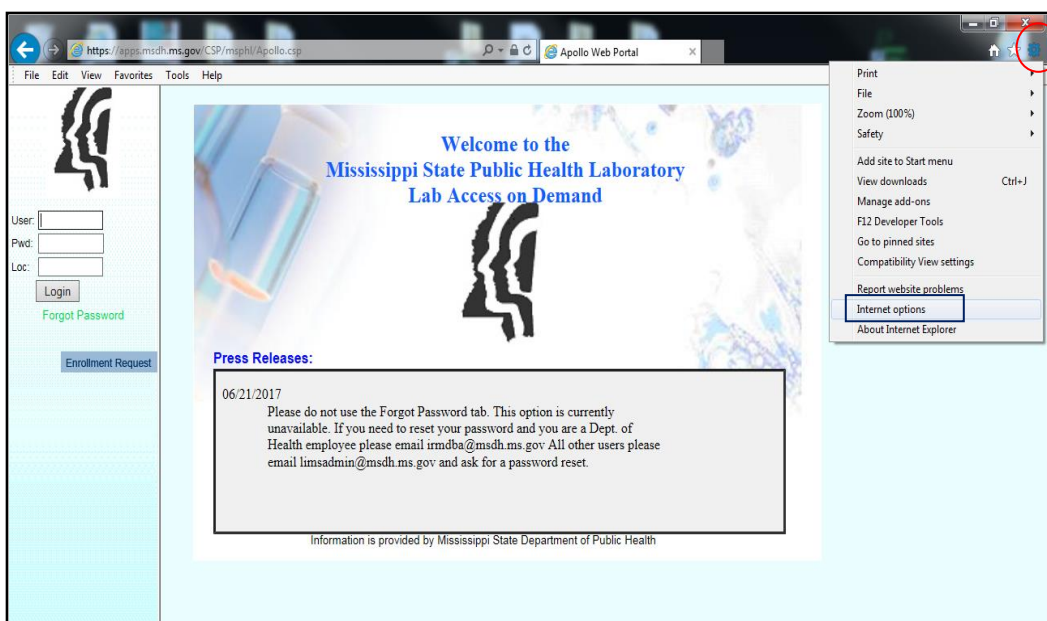 https://apps.msdh.ms.gov/CSP/msphl/Apollo.csp
Apollo Web Portal
File Edit View Favorites Tools Help
User:
Pwd:
Loc:
Login
Forgot Password
Enrollment Request
Welcome to the
Mississippi State Public Health Laboratory
Lab Access on Demand
Press Releases:
06/21/2017
Please do not use the Forgot Password tab. This option is currently
unavailable. If you need to reset your password and you are a Dept. of
Health employee please email irmdba@msdh.ms.gov All other users please
email limsadmin@msdh.ms.gov and ask for a password reset.
Information is provided by Mississippi State Department of Public Health
Print
File
Zoom (100%)
Safety
Add site to Start menu
View downloads Ctrl+J
Manage add-ons
F12 Developer Tools
Go to pinned sites
Compatibility View settings
Report website problems
Internet options
About Internet Explorer